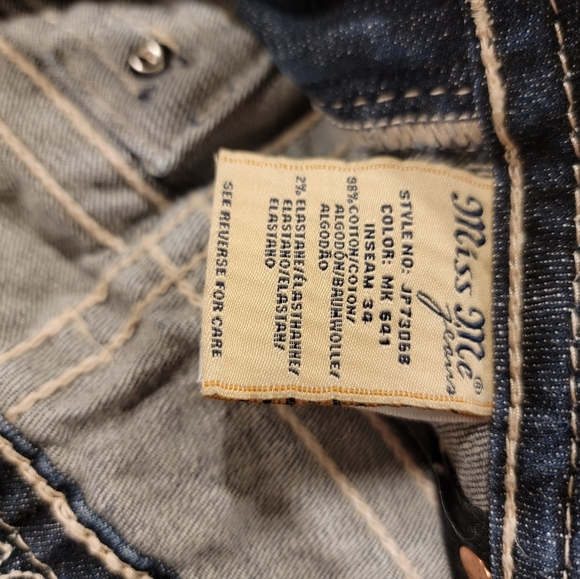 Miss Me®
Jeans
STYLE NO: JP7305B
COLOR: MK 641
INSEAM 34
98% COTTON/COTON/
ALGODÓN/BAUMWOLLE/
ALGODÃO
2% ELASTANE/ELASTHANNE/
ELASTANO/ELASTAN/
ELASTANO
SEE REVERSE FOR CARE